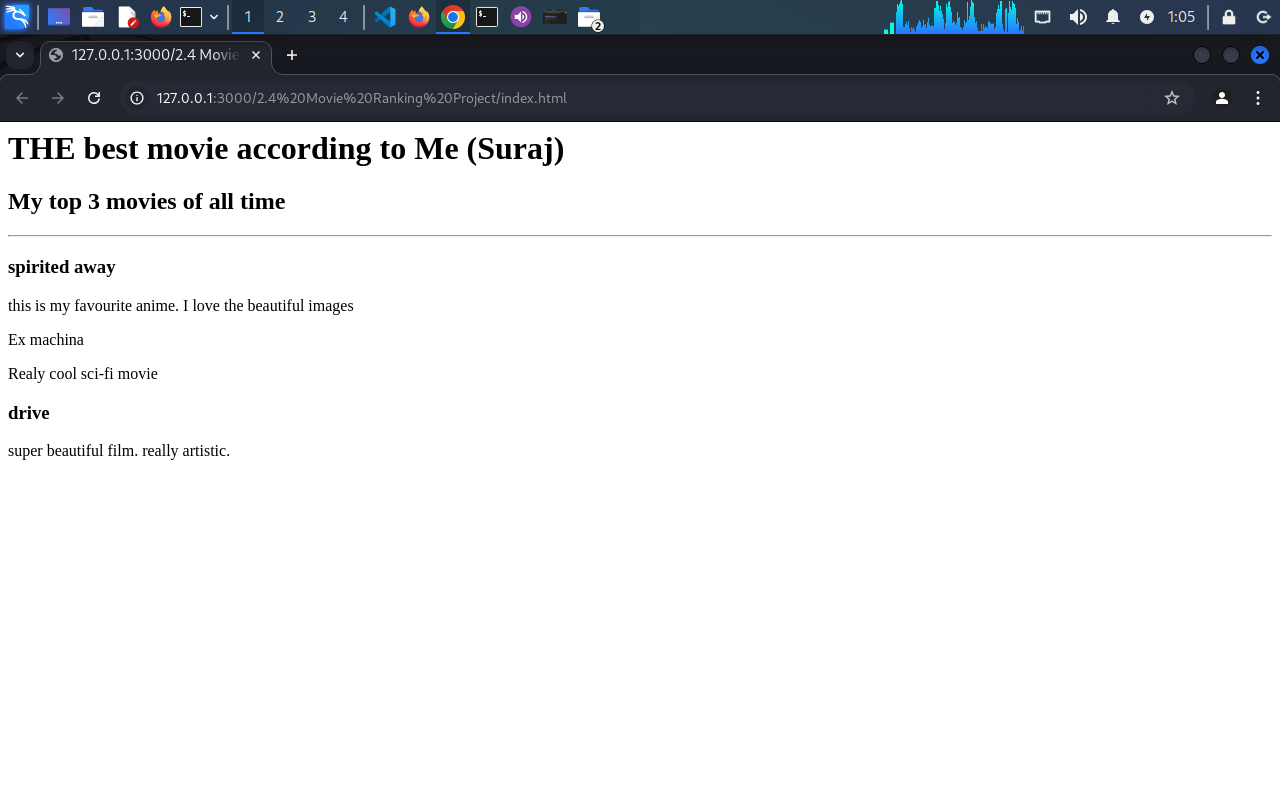 1 2 3 4 2 1:05
127.0.0.1:3000/2.4 Movie
127.0.0.1:3000/2.4%20Movie%20Ranking%20Project/index.html
THE best movie according to Me (Suraj)
My top 3 movies of all time
spirited away
this is my favourite anime. I love the beautiful images
Ex machina
Realy cool sci-fi movie
drive
super beautiful film. really artistic.